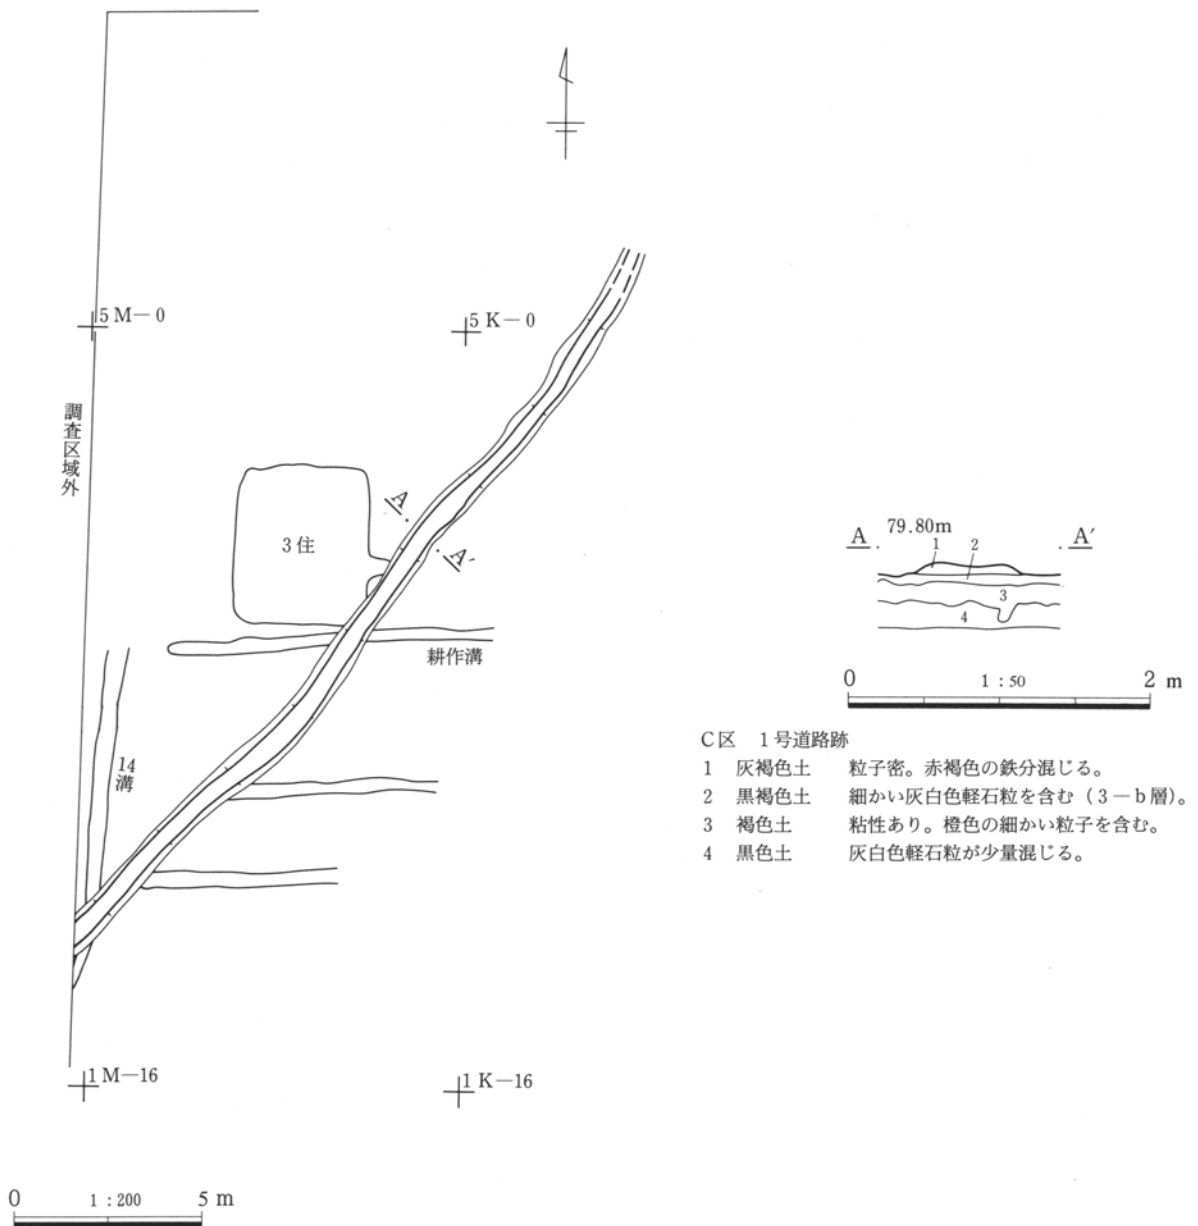 5 M－0
5 K－0
調査区域外
3 住
A
A′
耕作溝
14溝
1 M－16
1 K－16
0 1：200 5 m
A 79.80m A′
1 2
3
4
0 1：50 2 m
C区 1号道路跡
1 灰褐色土 粒子密。赤褐色の鉄分混じる。
2 黒褐色土 細かい灰白色軽石粒を含む（3－b層）。
3 褐色土 粘性あり。橙色の細かい粒子を含む。
4 黒色土 灰白色軽石粒が少量混じる。